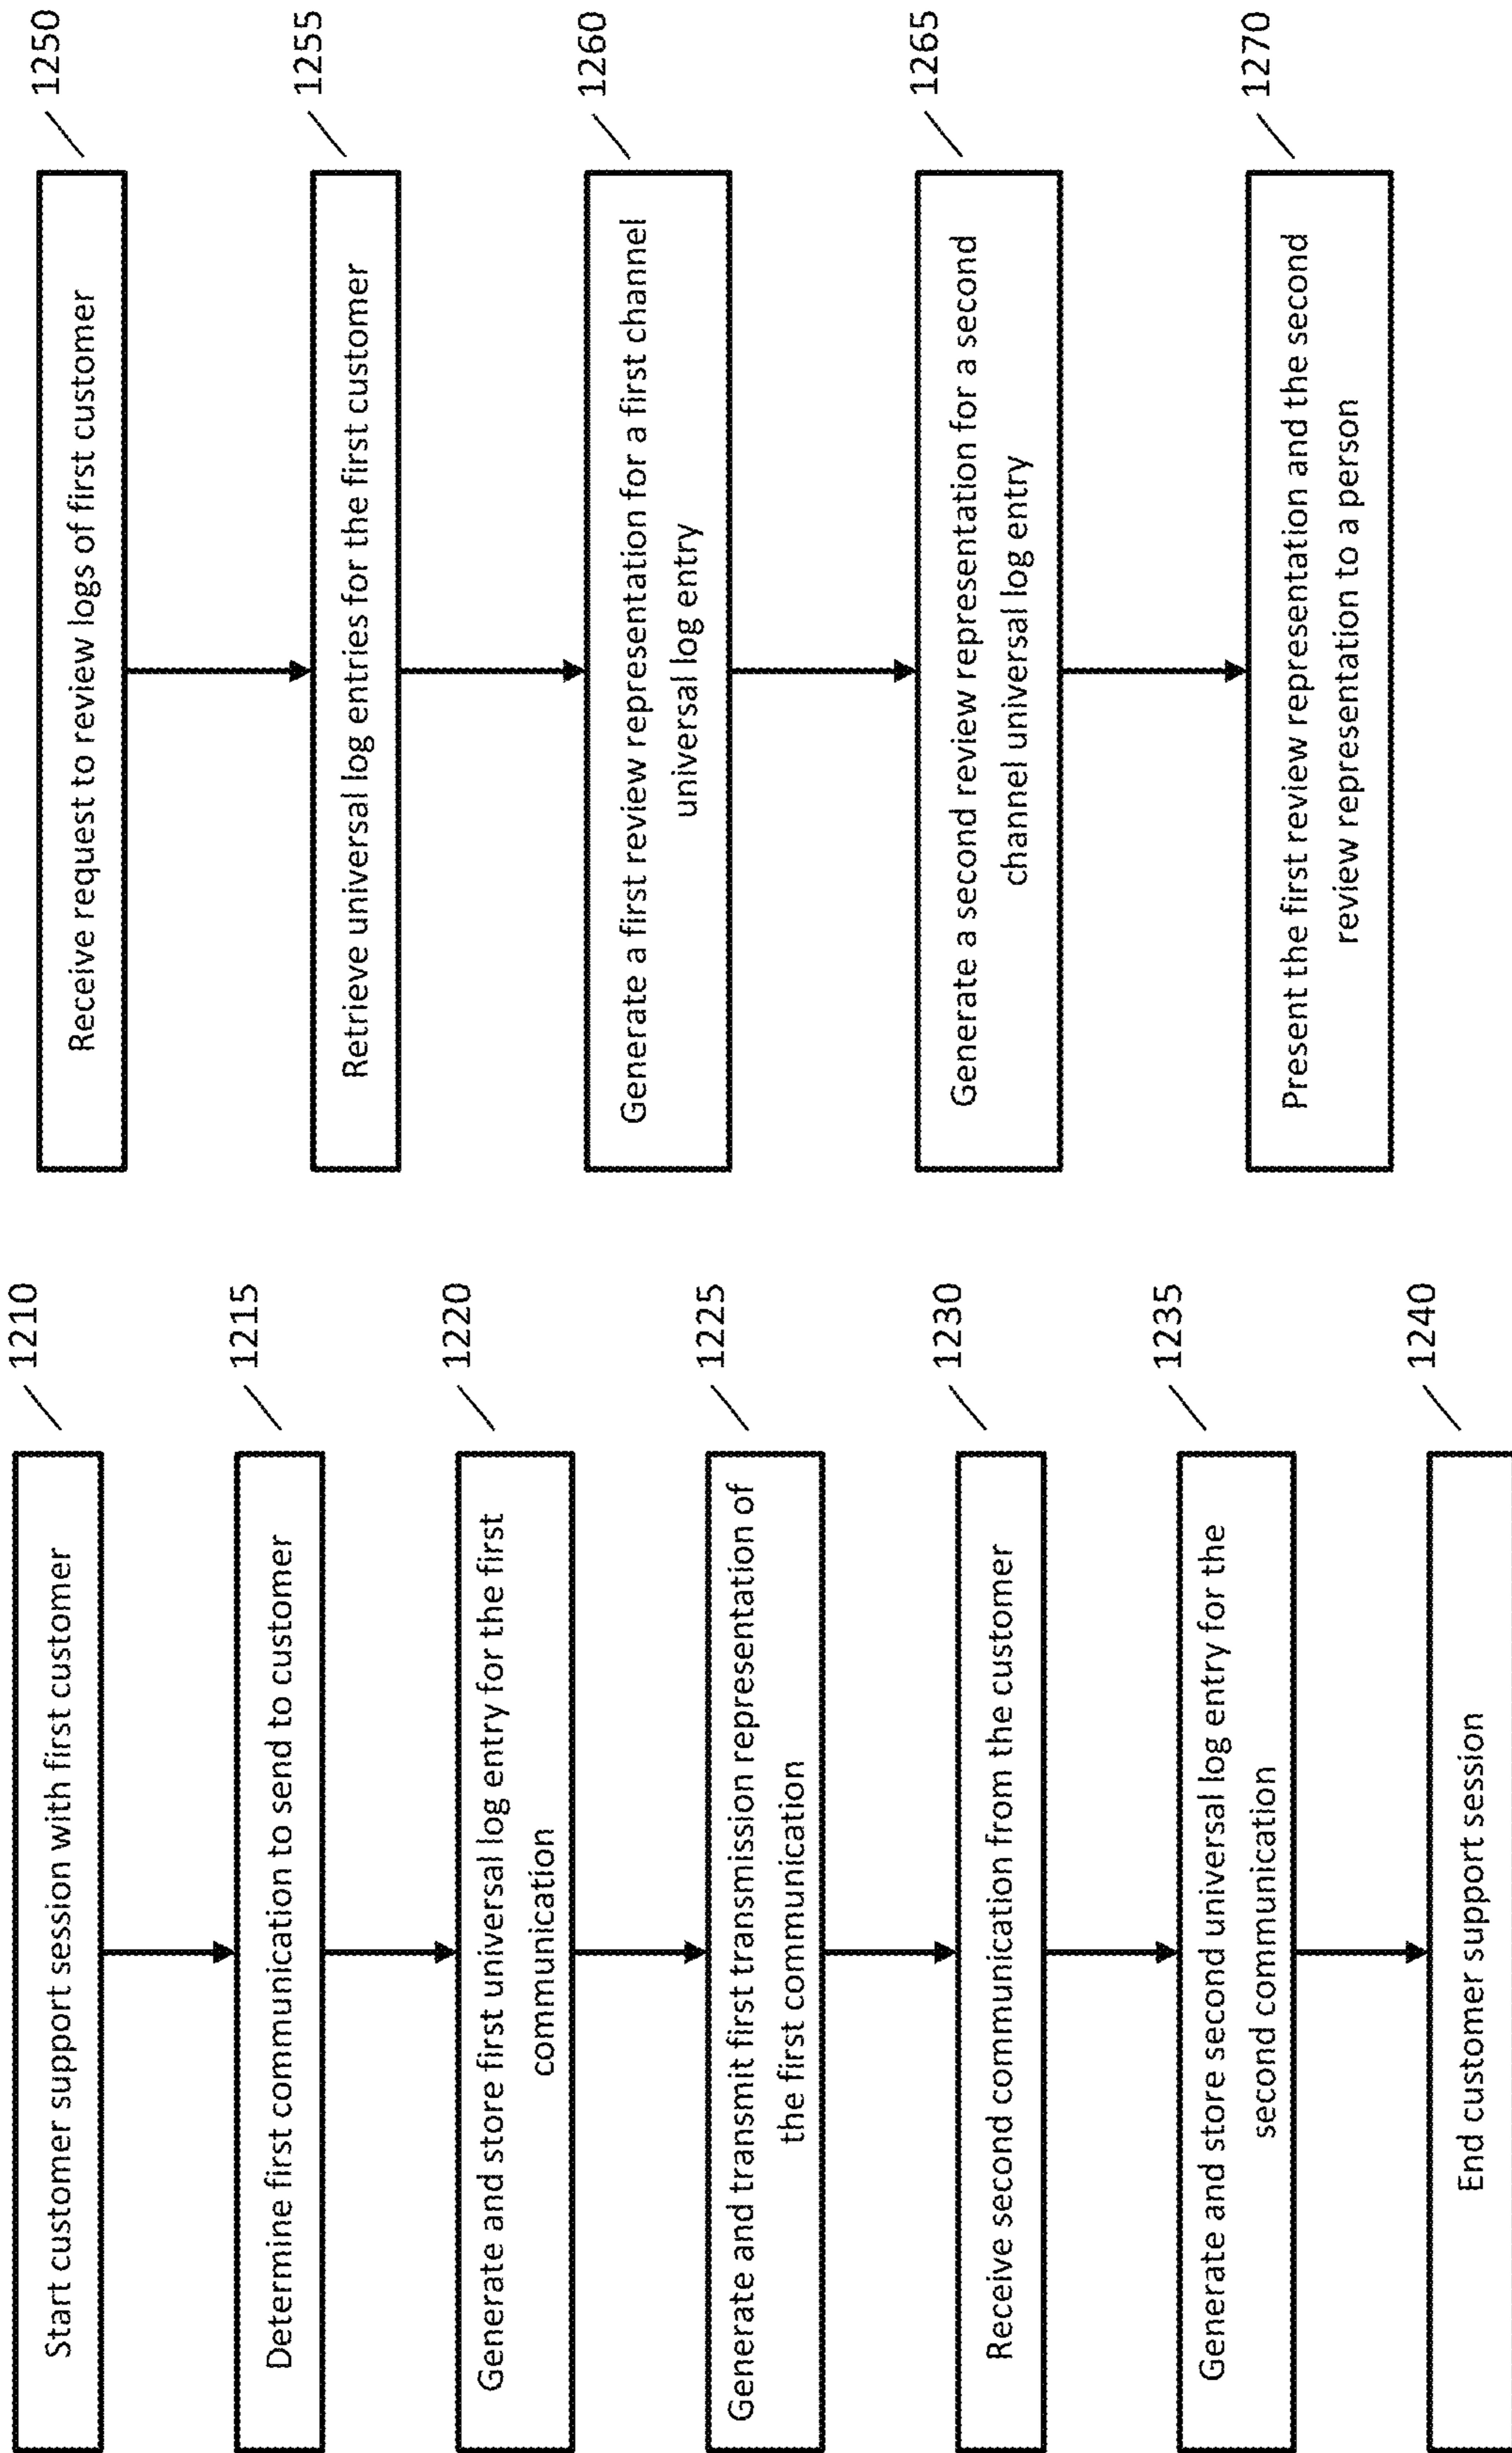 1210
Start customer support session with first customer
1215
Determine first communication to send to customer
1220
Generate and store first universal log entry for the first
communication
1225
Generate and transmit first transmission representation of
the first communication
1230
Receive second communication from the customer
1235
Generate and store second universal log entry for the
second communication
1240
End customer support session
1250
Receive request to review logs of first customer
1255
Retrieve universal log entries for the first customer
1260
Generate a first review representation for a first channel
universal log entry
1265
Generate a second review representation for a second
channel universal log entry
1270
Present the first review representation and the second
review representation to a person